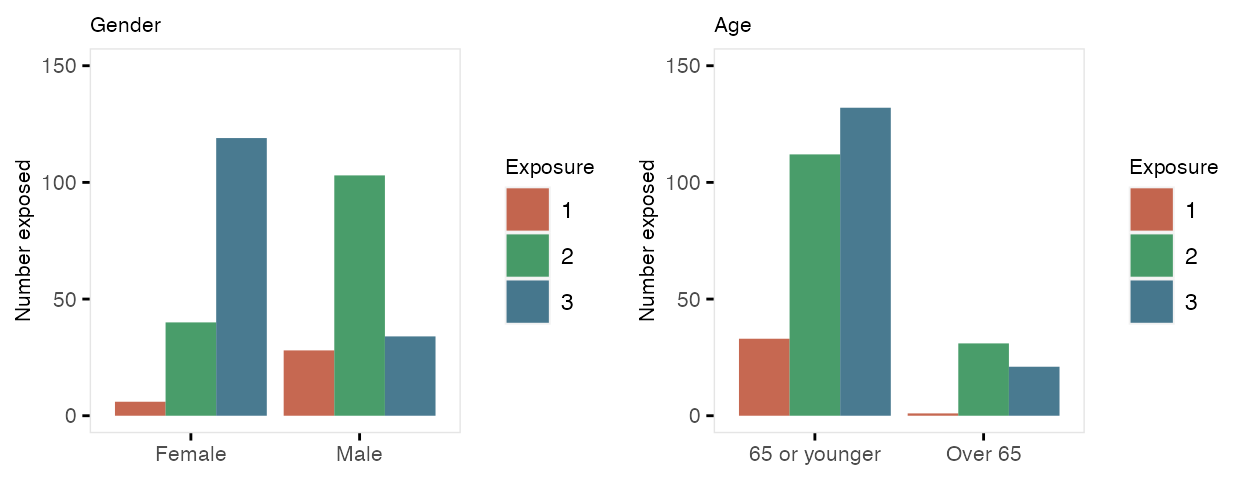 Gender
150
100
50
0
Number exposed
Female
Male
Exposure
1
2
3
Age
150
100
50
0
Number exposed
65 or younger
Over 65
Exposure
1
2
3